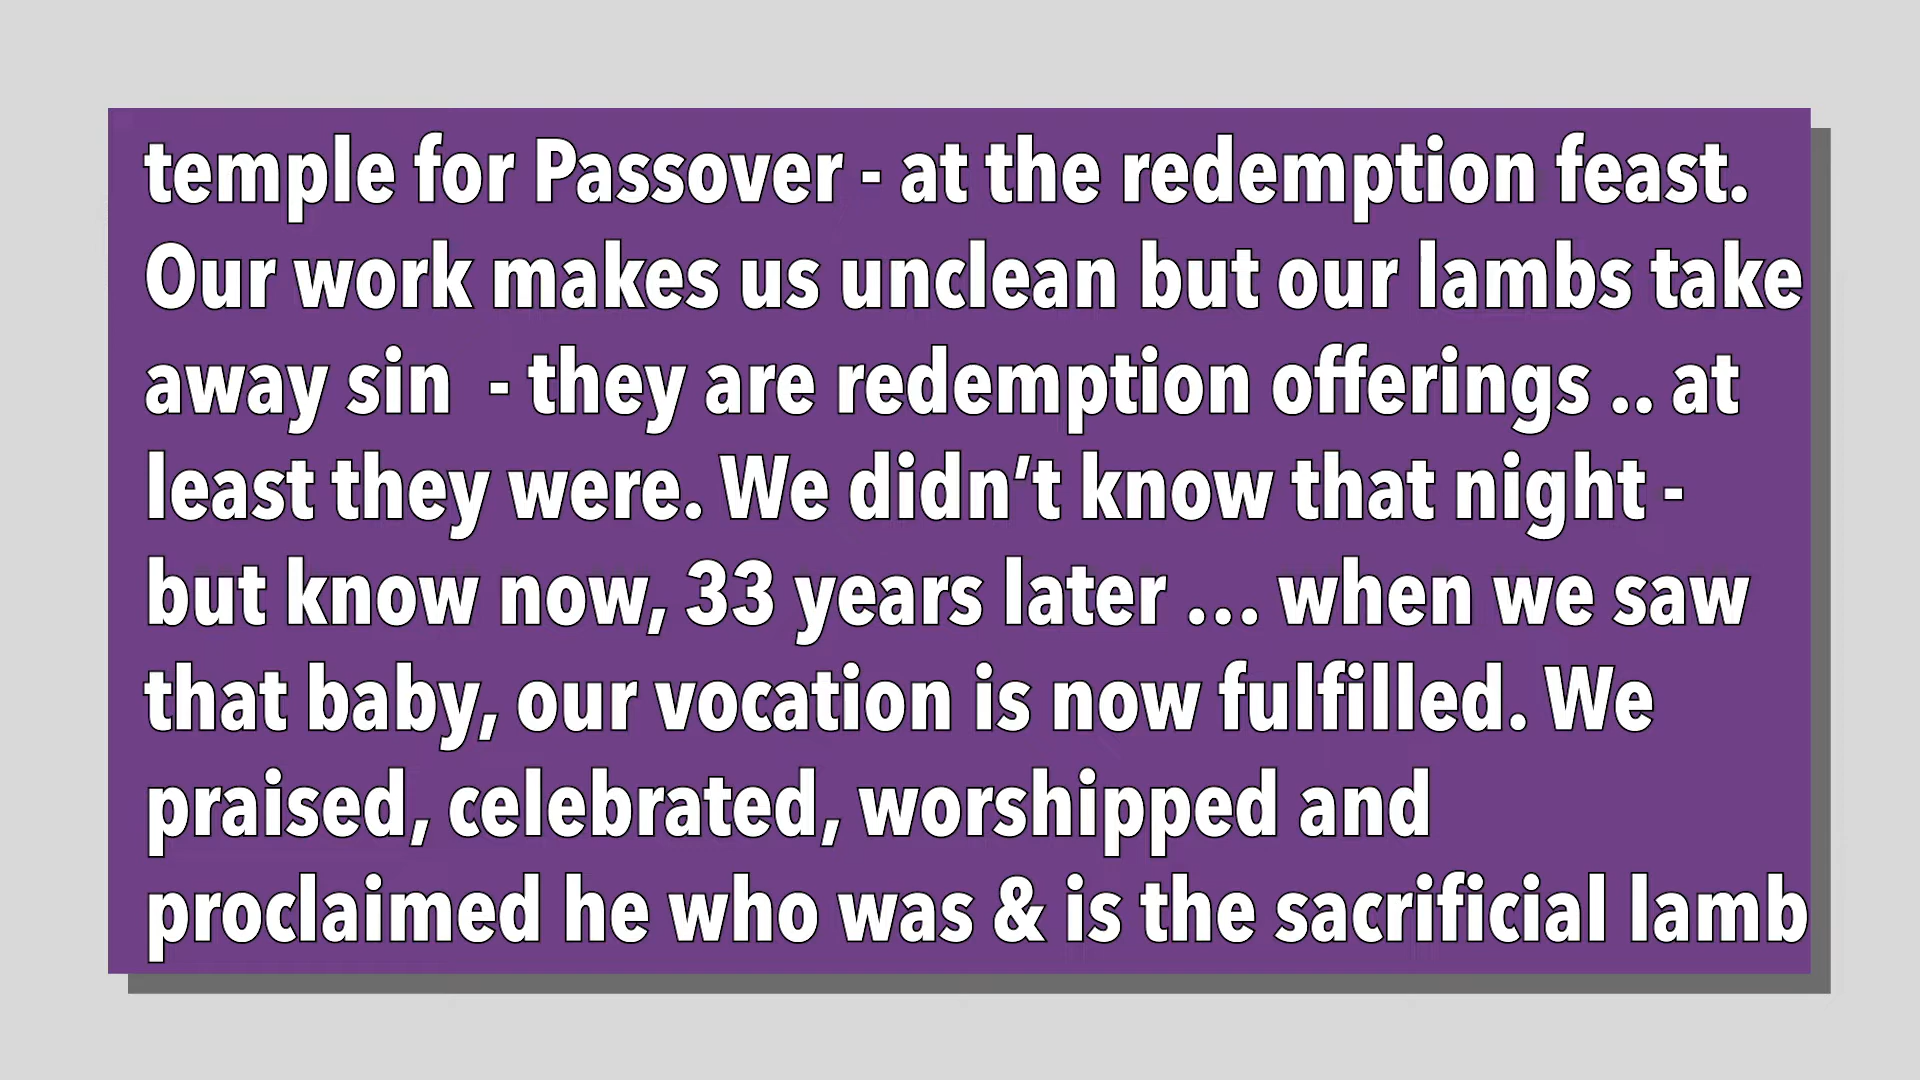 temple for Passover - at the redemption feast.
Our work makes us unclean but our lambs take
away sin  - they are redemption offerings .. at
least they were. We didn’t know that night -
but know now, 33 years later … when we saw
that baby, our vocation is now fulfilled. We
praised, celebrated, worshipped and
proclaimed he who was & is the sacrificial lamb